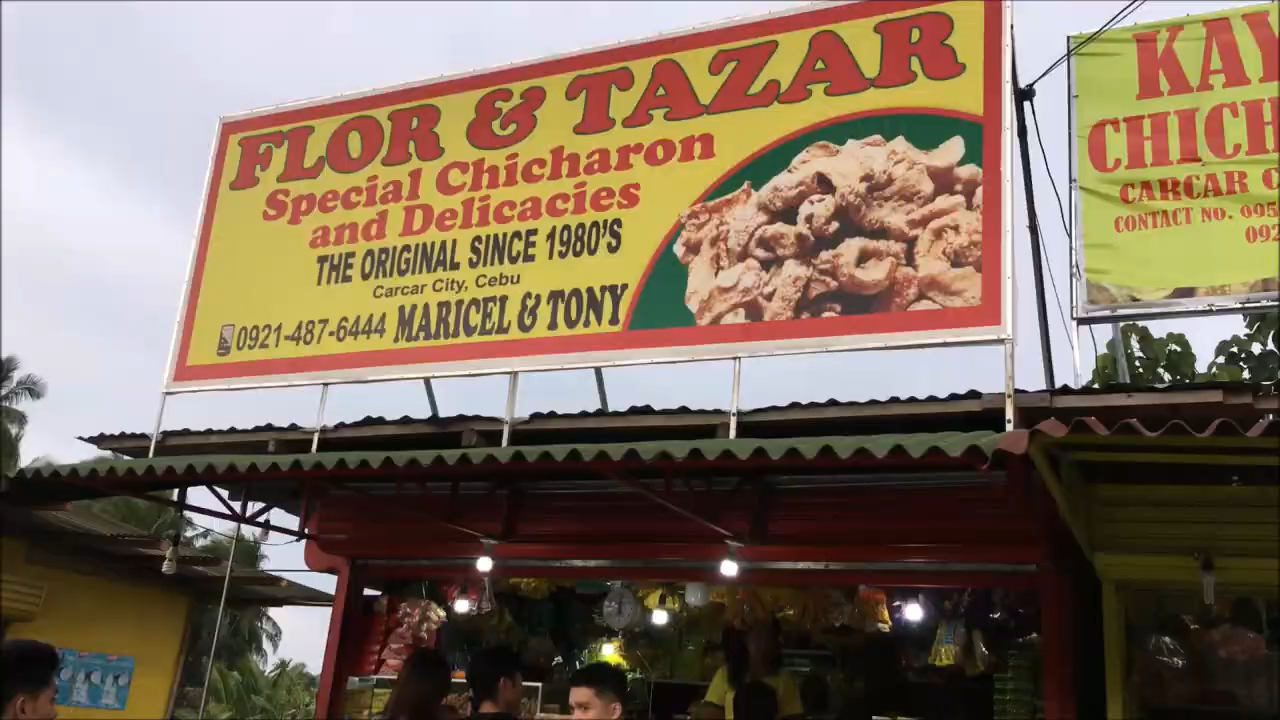 FLOR & TAZAR
Special Chicharon
and Delicacies
THE ORIGINAL SINCE 1980'S
Carcar City, Cebu
0921-487-6444 MARICEL & TONY
KAY
CHICH
CARCAR C
CONTACT NO. 095
092